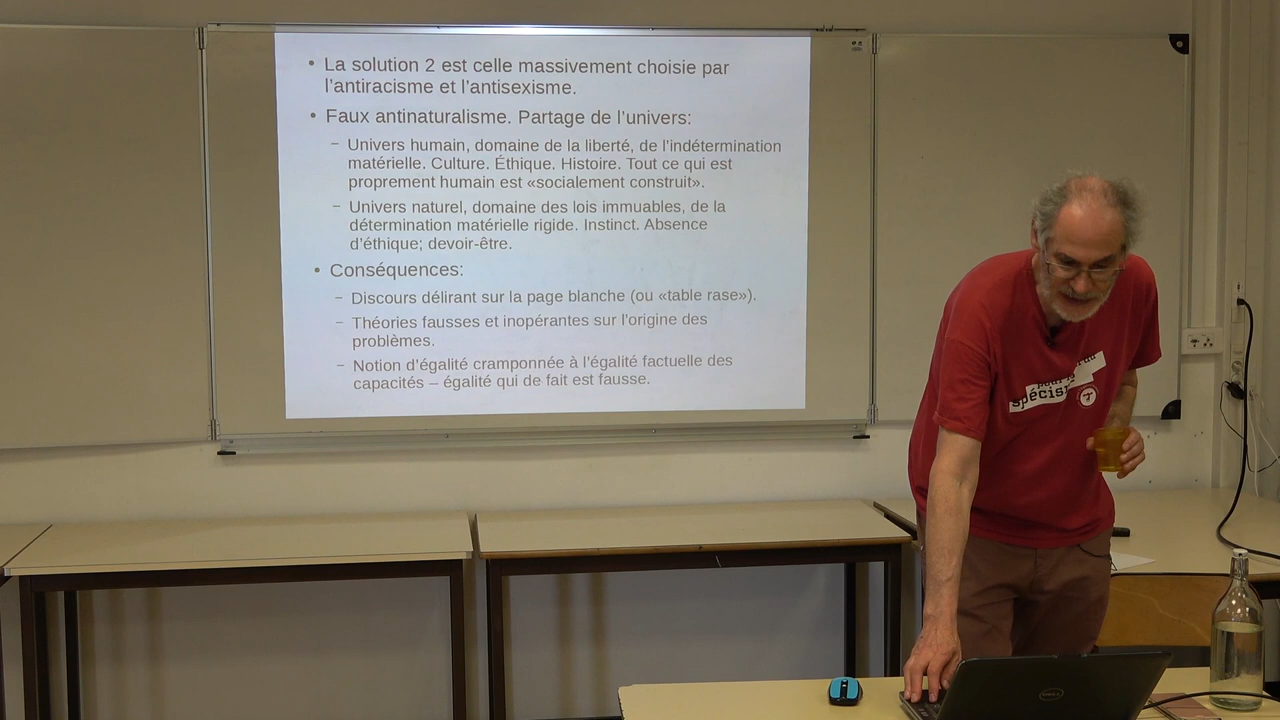 • La solution 2 est celle massivement choisie par
l'antiracisme et l'antisexisme.
• Faux antinaturalisme. Partage de l'univers:
– Univers humain, domaine de la liberté, de l'indétermination
matérielle. Culture. Éthique. Histoire. Tout ce qui est
proprement humain est «socialement construit».
– Univers naturel, domaine des lois immuables, de la
détermination matérielle rigide. Instinct. Absence
d'éthique; devoir-être.
• Conséquences:
– Discours délirant sur la page blanche (ou «table rase»).
– Théories fausses et inopérantes sur l'origine des
problèmes.
– Notion d'égalité cramponnée à l'égalité factuelle des
capacités – égalité qui de fait est fausse.
DELL